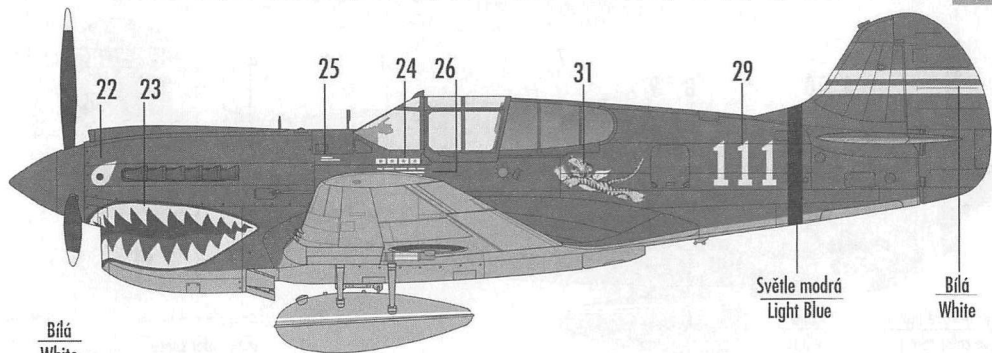 22
23
25
24
26
31
29
111
Světle modrá
Light Blue
Bílá
White
Bílá
White